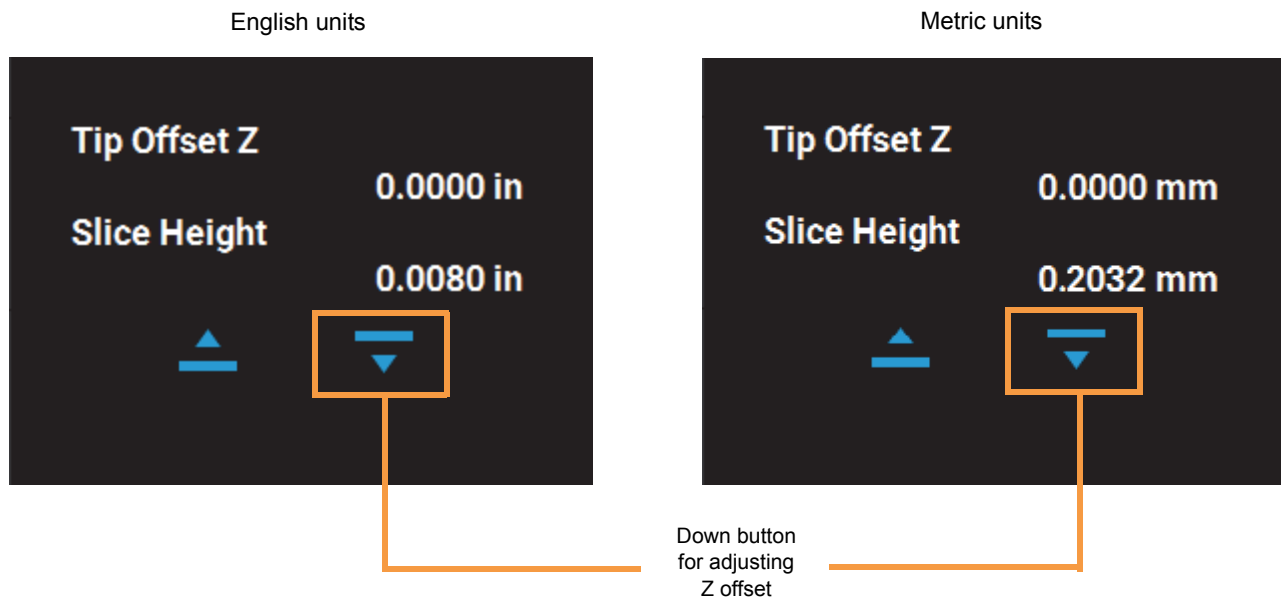 English units
Tip Offset Z
0.0000 in
Slice Height
0.0080 in
Metric units
Tip Offset Z
0.0000 mm
Slice Height
0.2032 mm
Down button
for adjusting
Z offset